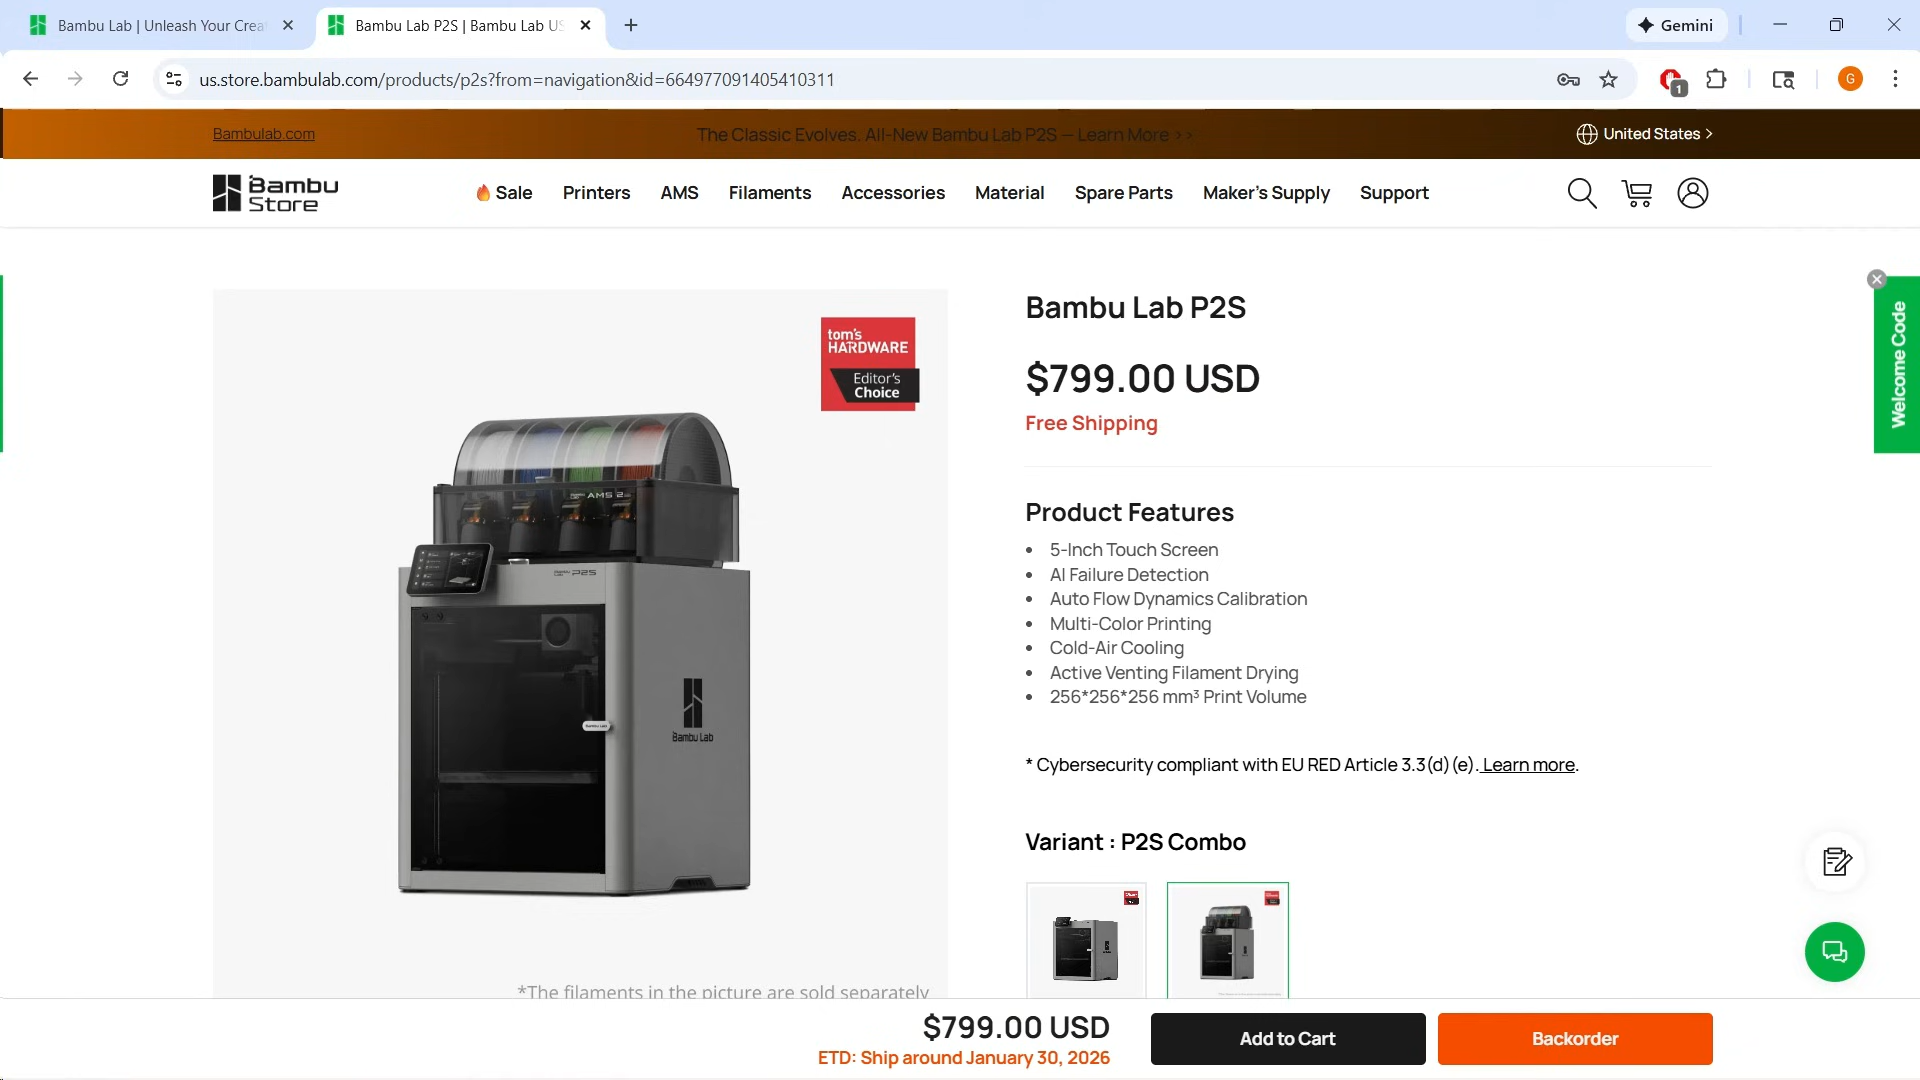 Bambu Lab | Unleash Your Crea
Bambu Lab P2S | Bambu Lab US
Gemini
us.store.bambulab.com/products/p2s?from=navigation&id=664977091405410311
1
G
Bambulab.com
The Classic Evolves. All-New Bambu Lab P2S — Learn More >>
United States >
Bambu Store
Sale
Printers
AMS
Filaments
Accessories
Material
Spare Parts
Maker's Supply
Support
tom's
HARDWARE
Editor's
Choice
AMS 2
Bambu Lab P2S
Bambu Lab
*The filaments in the picture are sold separately
Bambu Lab P2S
$799.00 USD
Free Shipping
Product Features
• 5-Inch Touch Screen
• AI Failure Detection
• Auto Flow Dynamics Calibration
• Multi-Color Printing
• Cold-Air Cooling
• Active Venting Filament Drying
• 256*256*256 mm³ Print Volume
* Cybersecurity compliant with EU RED Article 3.3(d)(e). Learn more.
Variant : P2S Combo
Welcome Code
$799.00 USD
ETD: Ship around January 30, 2026
Add to Cart
Backorder